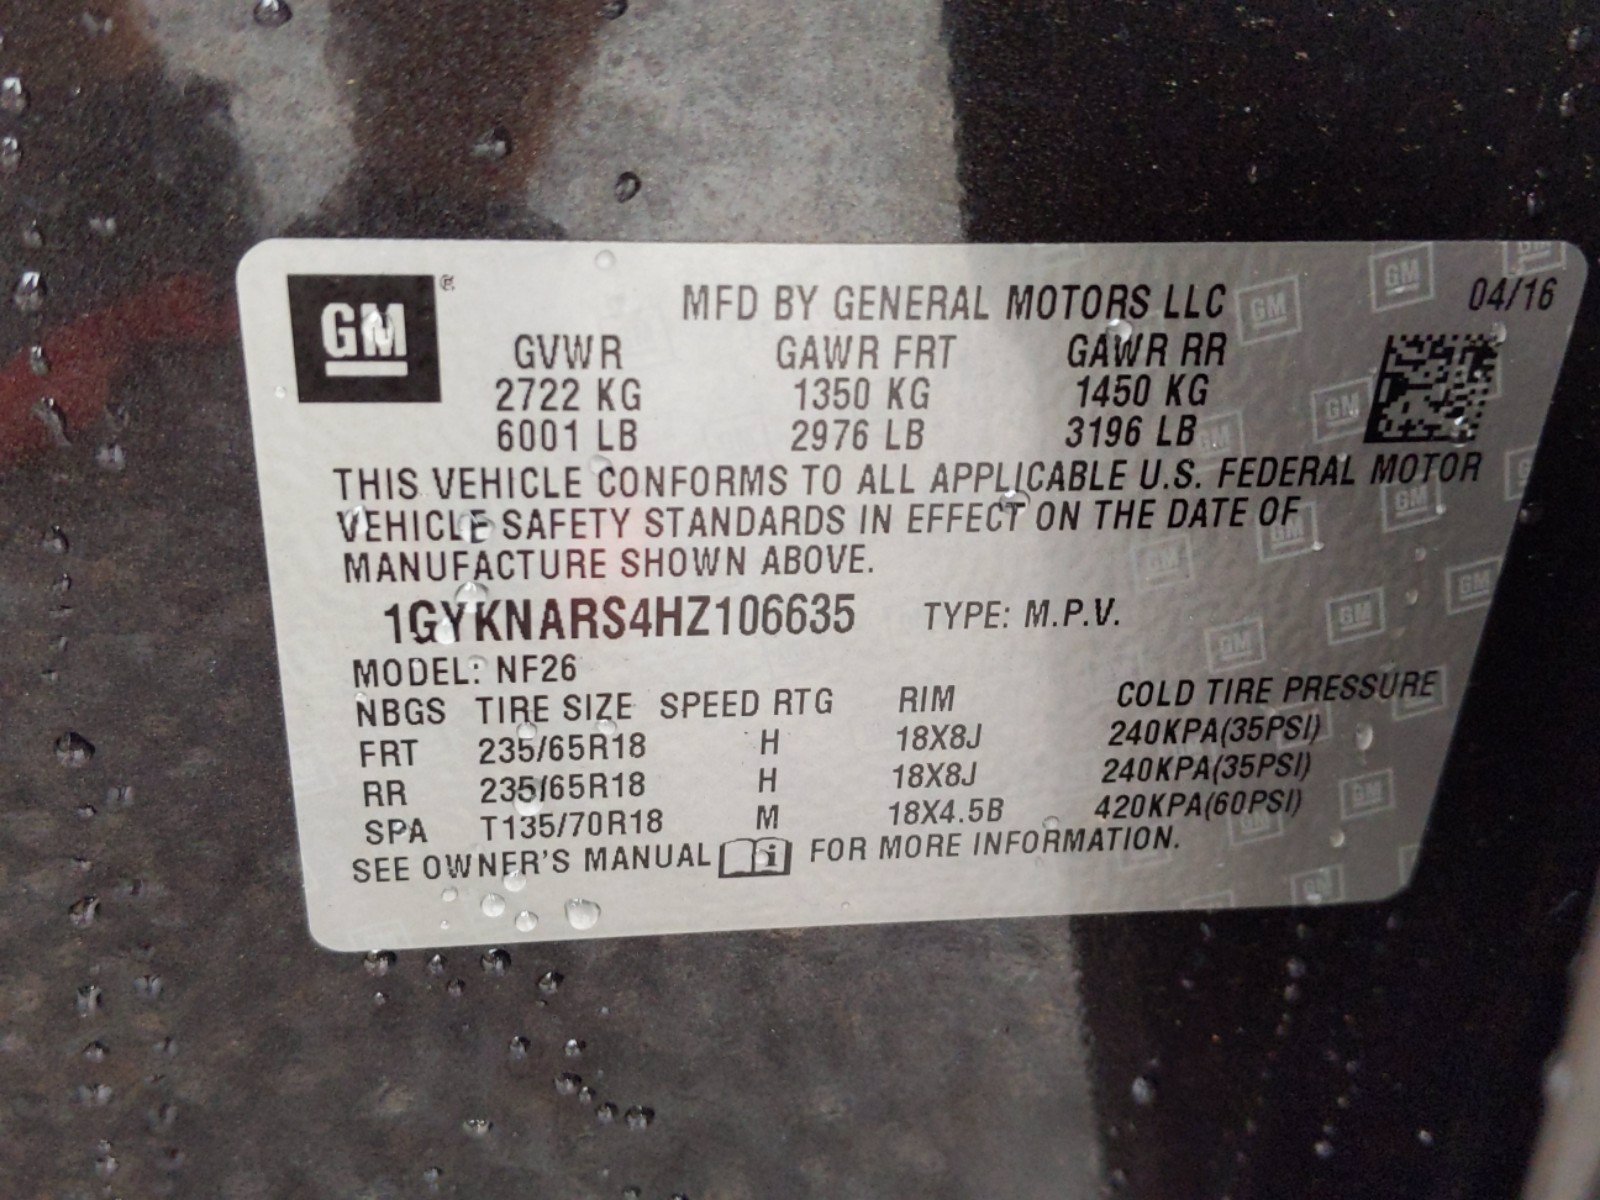 GM
MFD BY GENERAL MOTORS LLC 04/16
GVWR GAWR FRT GAWR RR
2722 KG 1350 KG 1450 KG
6001 LB 2976 LB 3196 LB
THIS VEHICLE CONFORMS TO ALL APPLICABLE U.S. FEDERAL MOTOR
VEHICLE SAFETY STANDARDS IN EFFECT ON THE DATE OF
MANUFACTURE SHOWN ABOVE.
1GYKNARS4HZ106635 TYPE: M.P.V.
MODEL: NF26
NBGS TIRE SIZE SPEED RTG RIM COLD TIRE PRESSURE
FRT 235/65R18 H 18X8J 240KPA(35PSI)
RR 235/65R18 H 18X8J 240KPA(35PSI)
SPA T135/70R18 M 18X4.5B 420KPA(60PSI)
SEE OWNER'S MANUAL FOR MORE INFORMATION.